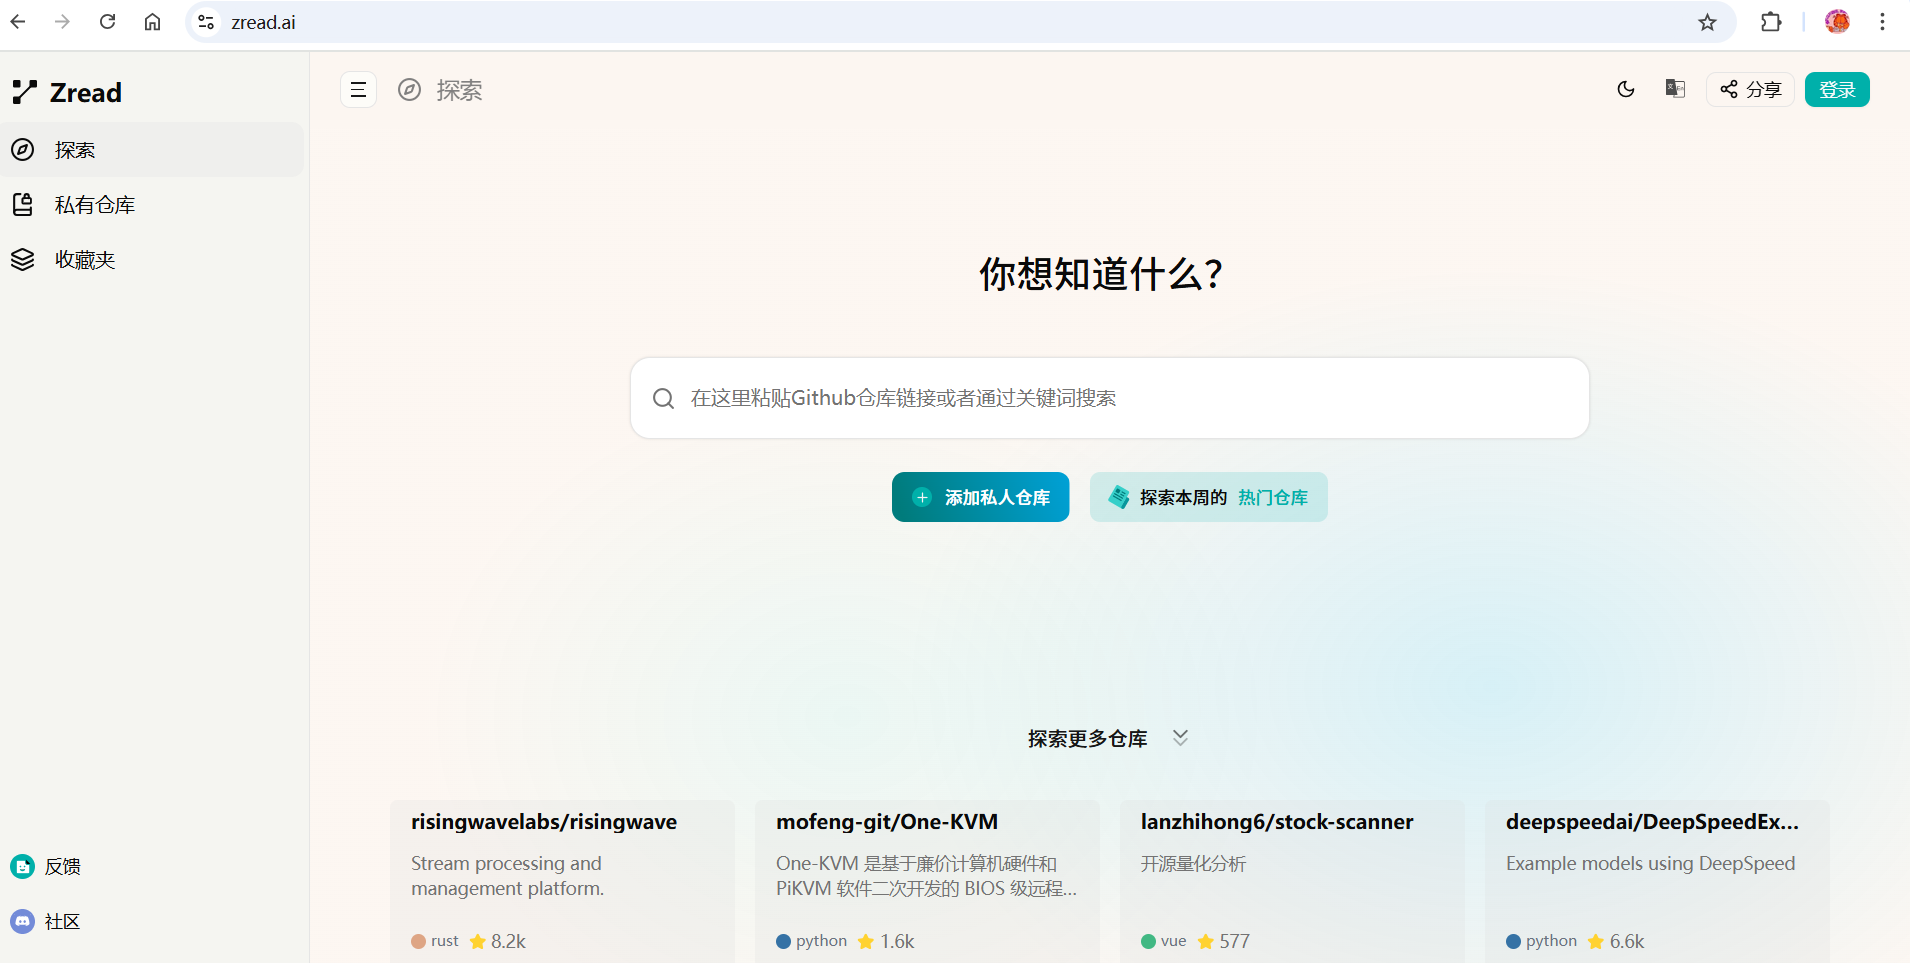 zread.ai
Zread
探索
私有仓库
收藏夹
反馈
社区
探索
分享
登录
你想知道什么？
在这里粘贴Github仓库链接或者通过关键词搜索
添加私人仓库
探索本周的 热门仓库
探索更多仓库
risingwavelabs/risingwave
Stream processing and
management platform.
rust 8.2k
mofeng-git/One-KVM
One-KVM 是基于廉价计算机硬件和
PiKVM 软件二次开发的 BIOS 级远程...
python 1.6k
lanzhihong6/stock-scanner
开源量化分析
vue 577
deepspeedai/DeepSpeedEx...
Example models using DeepSpeed
python 6.6k